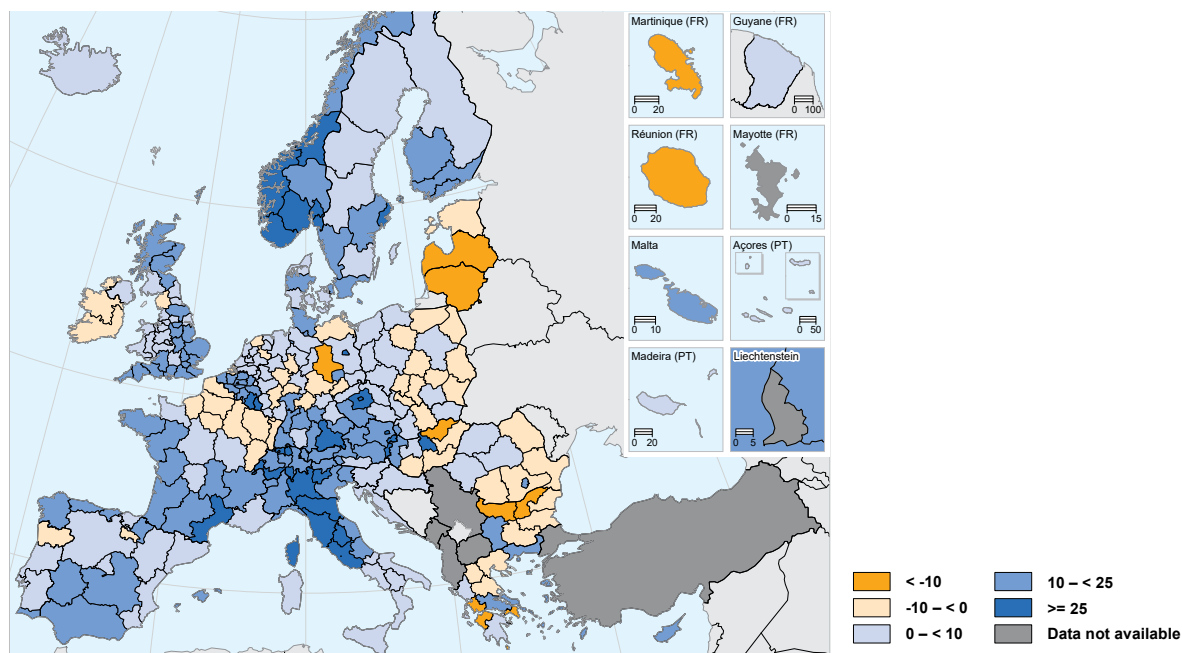 Martinique (FR)
0 20
Guyane (FR)
0 100
Réunion (FR)
0 20
Mayotte (FR)
0 15
Malta
0 10
Açores (PT)
0 50
Madeira (PT)
0 20
Liechtenstein
0 5
< -10
-10 – < 0
0 – < 10
10 – < 25
>= 25
Data not available